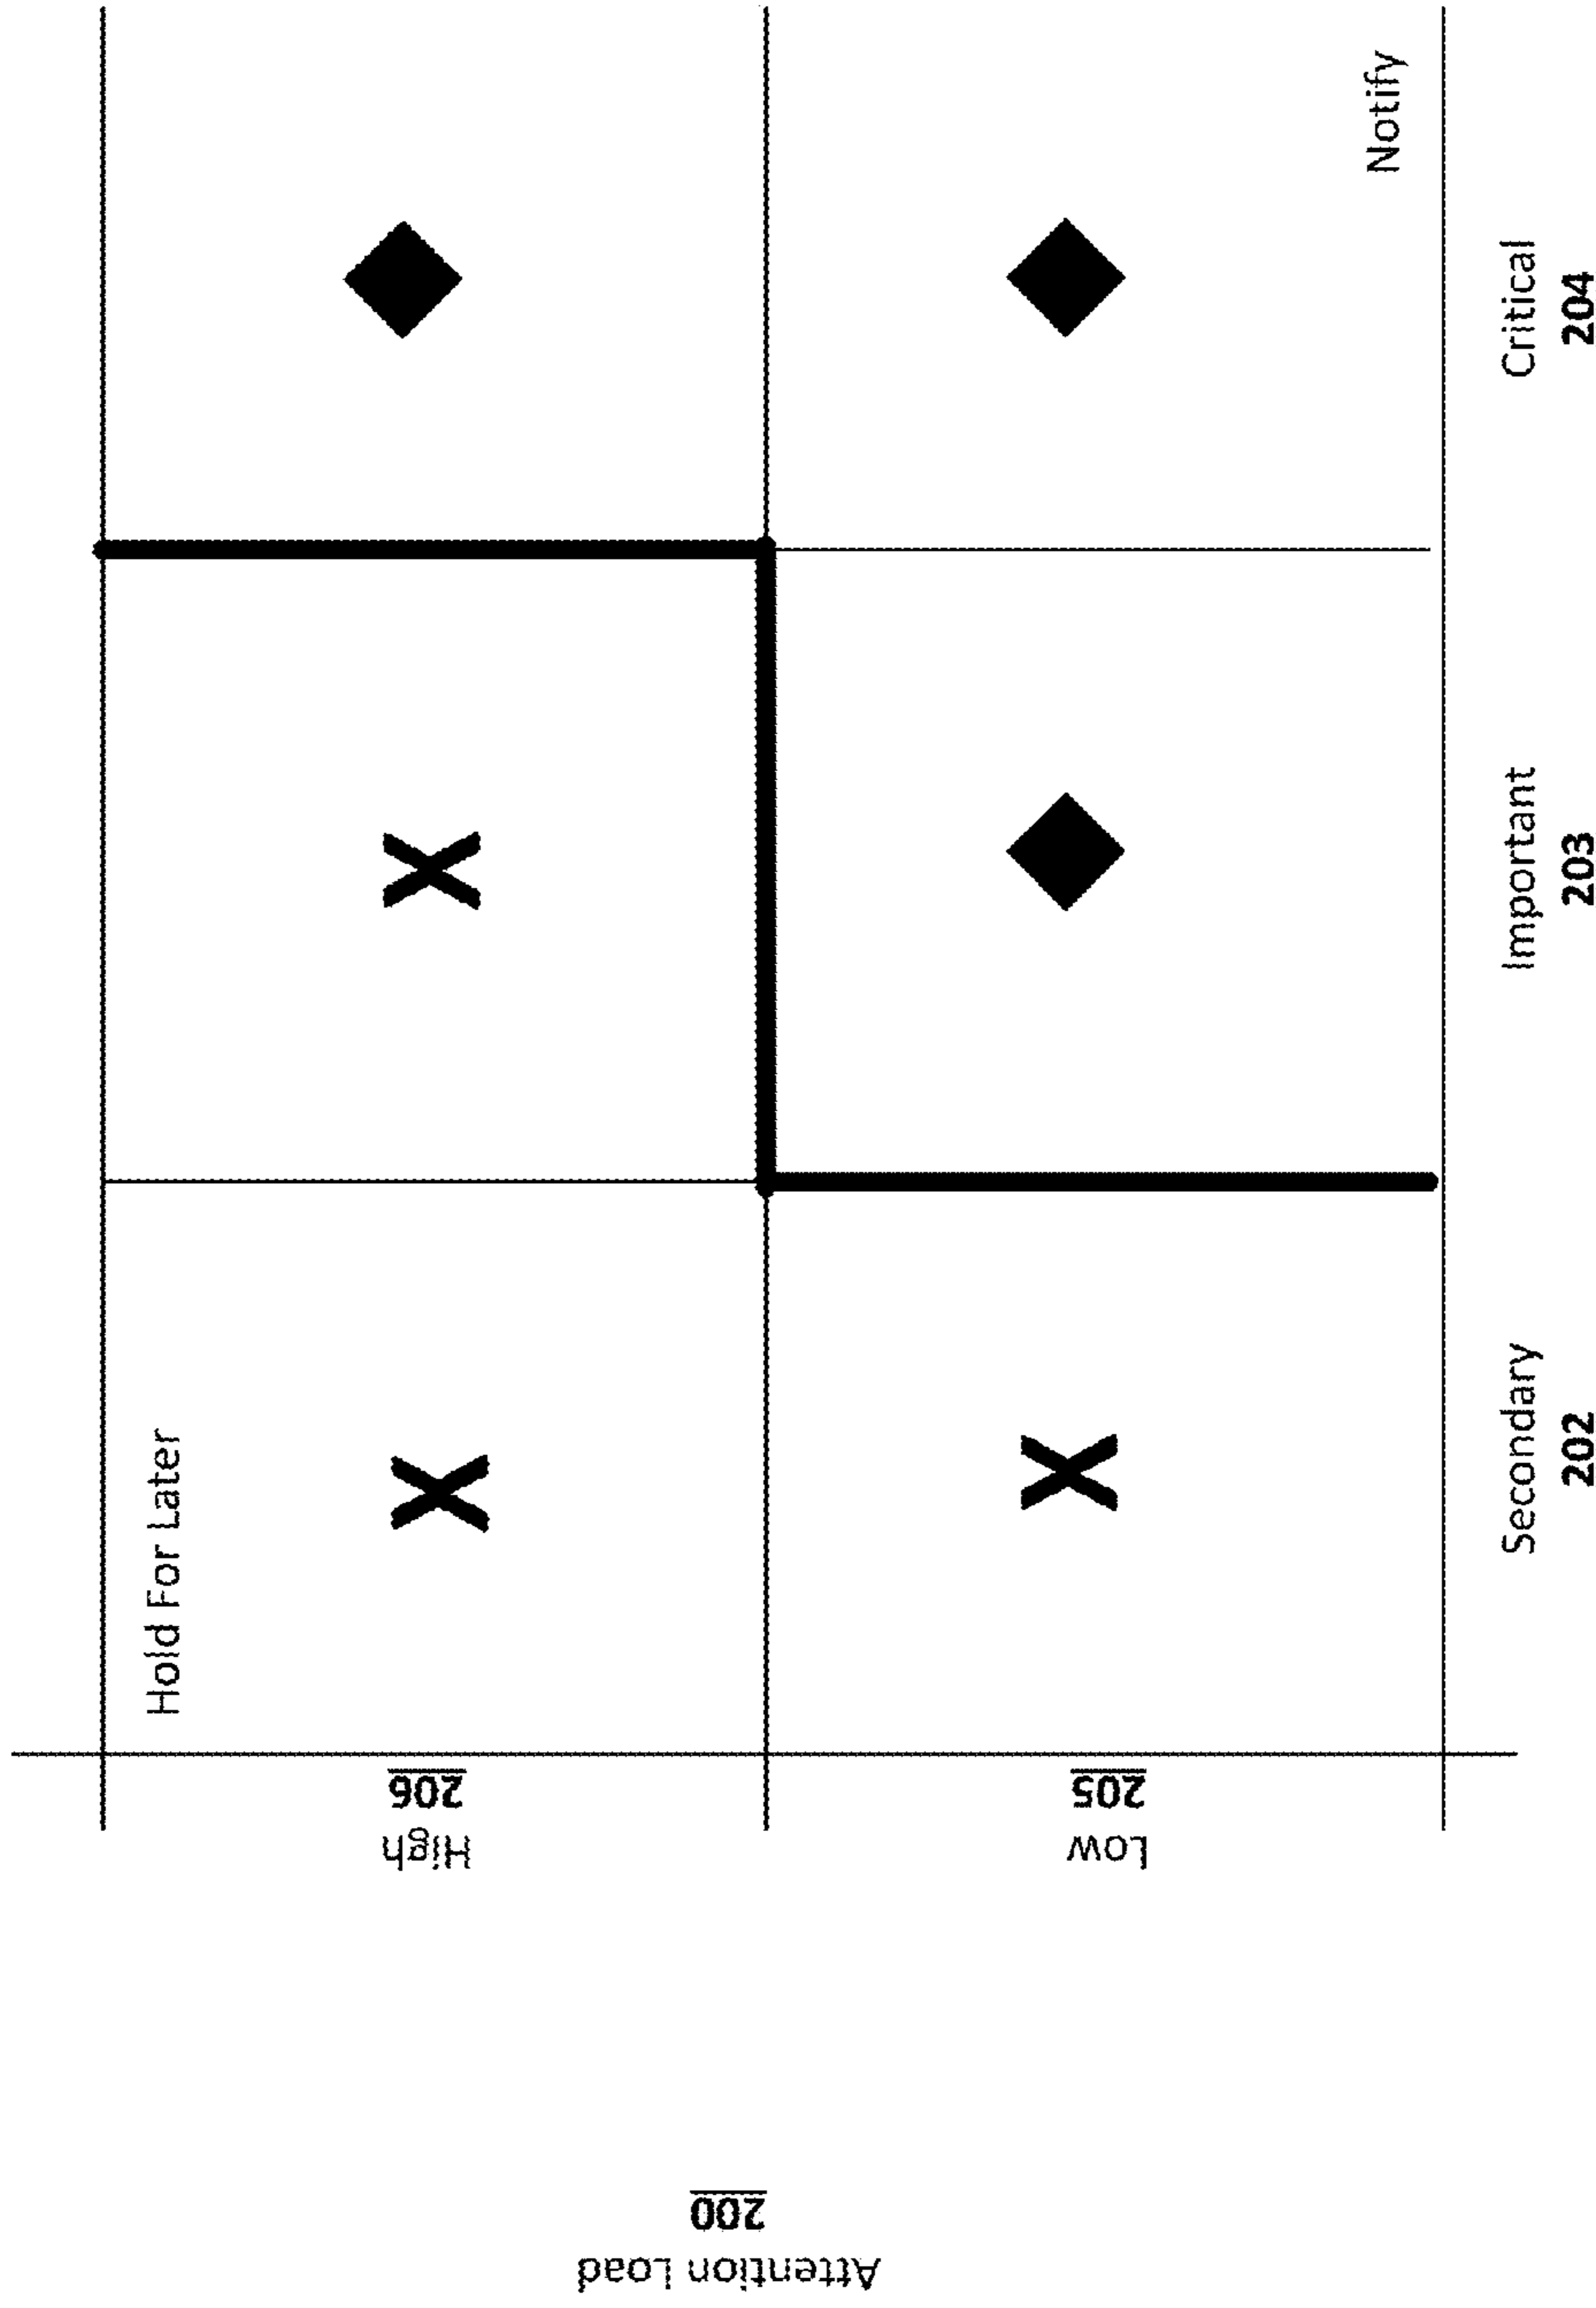 Attention Load
200
High
206
Hold For Later
Low
205
Notify
Secondary
202
Important
203
Critical
204